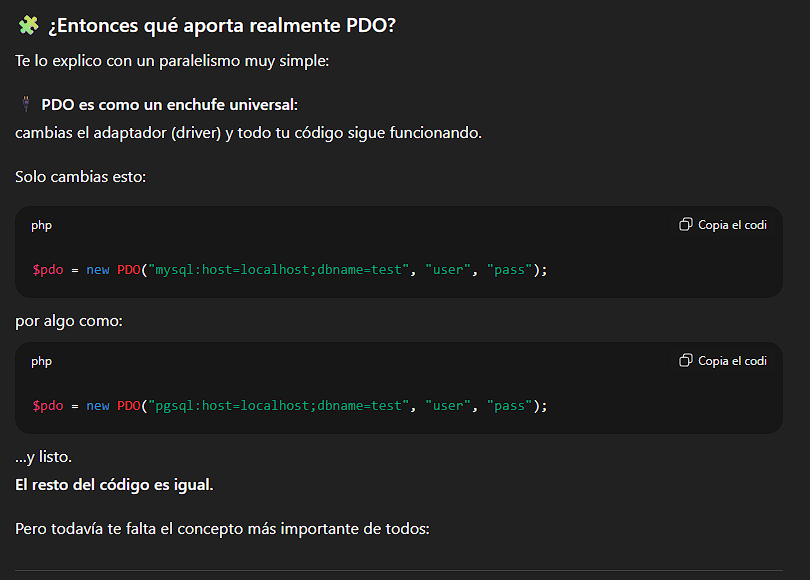 🧩 ¿Entonces qué aporta realmente PDO?
Te lo explico con un paralelismo muy simple:
🔌 PDO es como un enchufe universal:
cambias el adaptador (driver) y todo tu código sigue funcionando.
Solo cambias esto:
php
Copia el codi
$pdo = new PDO("mysql:host=localhost;dbname=test", "user", "pass");
por algo como:
php
Copia el codi
$pdo = new PDO("pgsql:host=localhost;dbname=test", "user", "pass");
...y listo.
El resto del código es igual.
Pero todavía te falta el concepto más importante de todos: